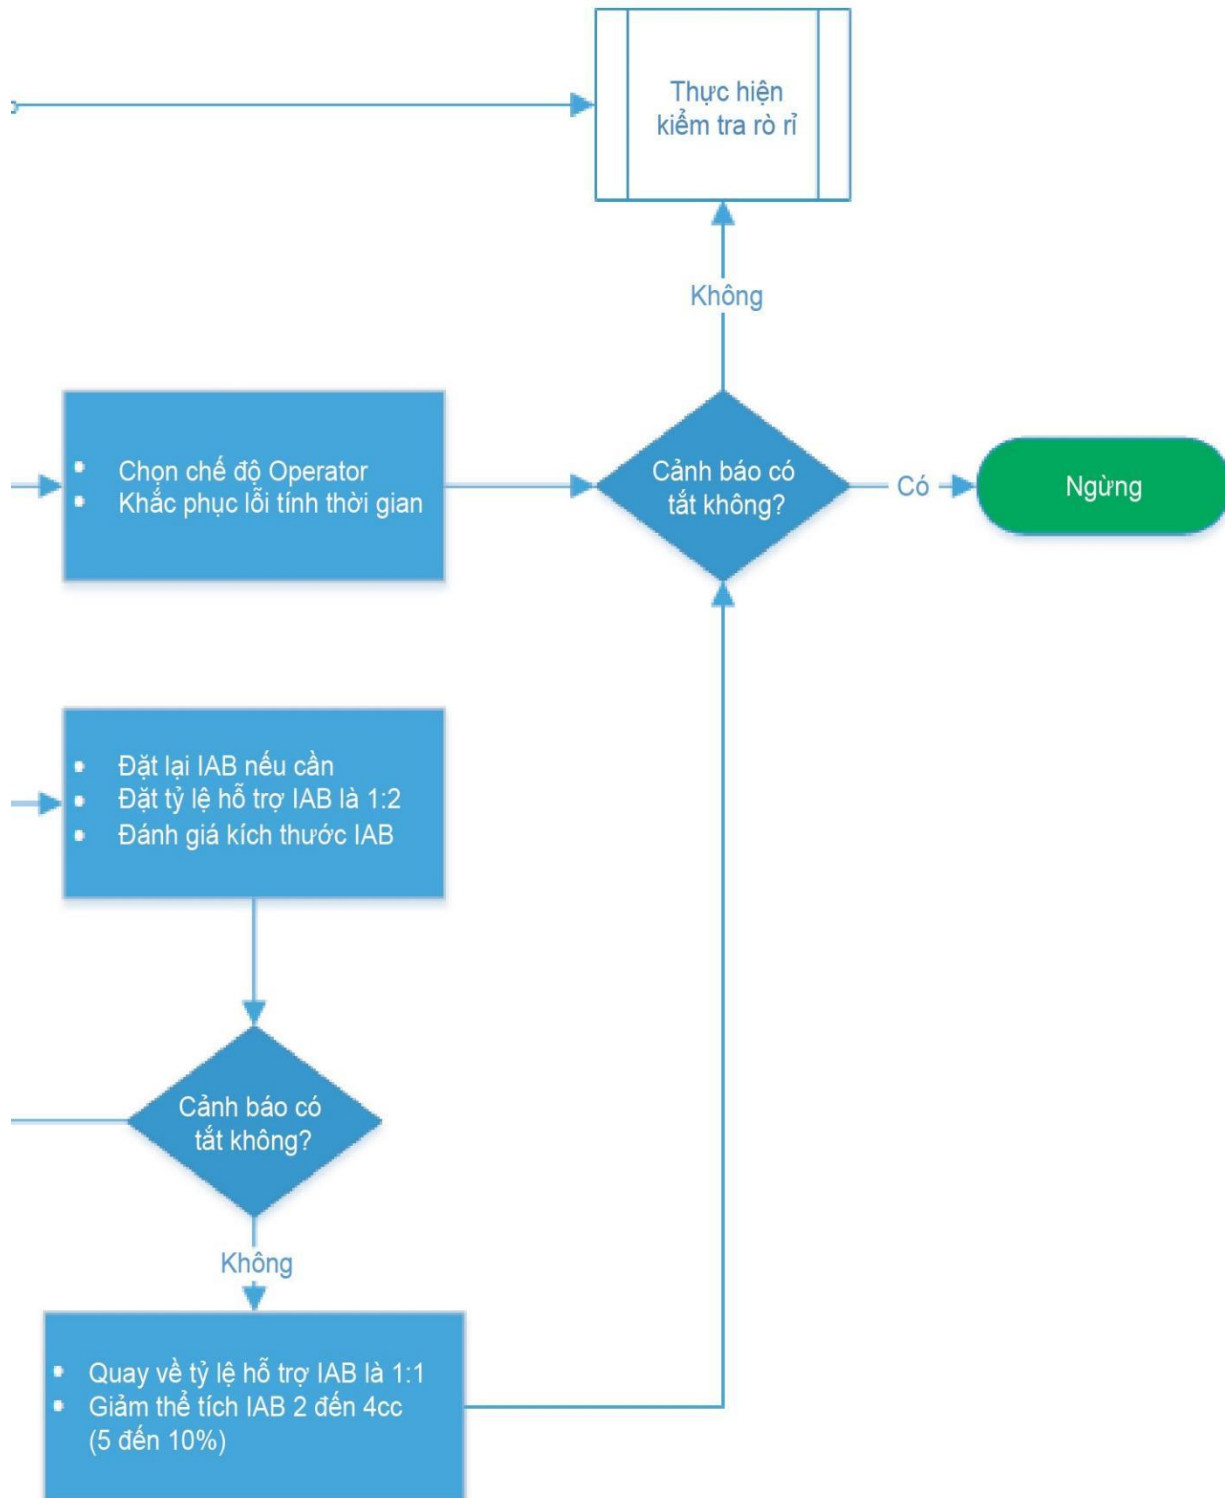 Thực hiện
kiểm tra rò rỉ
Không
• Chọn chế độ Operator
• Khắc phục lỗi tính thời gian
Cảnh báo có
tắt không?
Có
Ngừng
• Đặt lại IAB nếu cần
• Đặt tỷ lệ hỗ trợ IAB là 1:2
• Đánh giá kích thước IAB
Cảnh báo có
tắt không?
Không
• Quay về tỷ lệ hỗ trợ IAB là 1:1
• Giảm thể tích IAB 2 đến 4cc
(5 đến 10%)